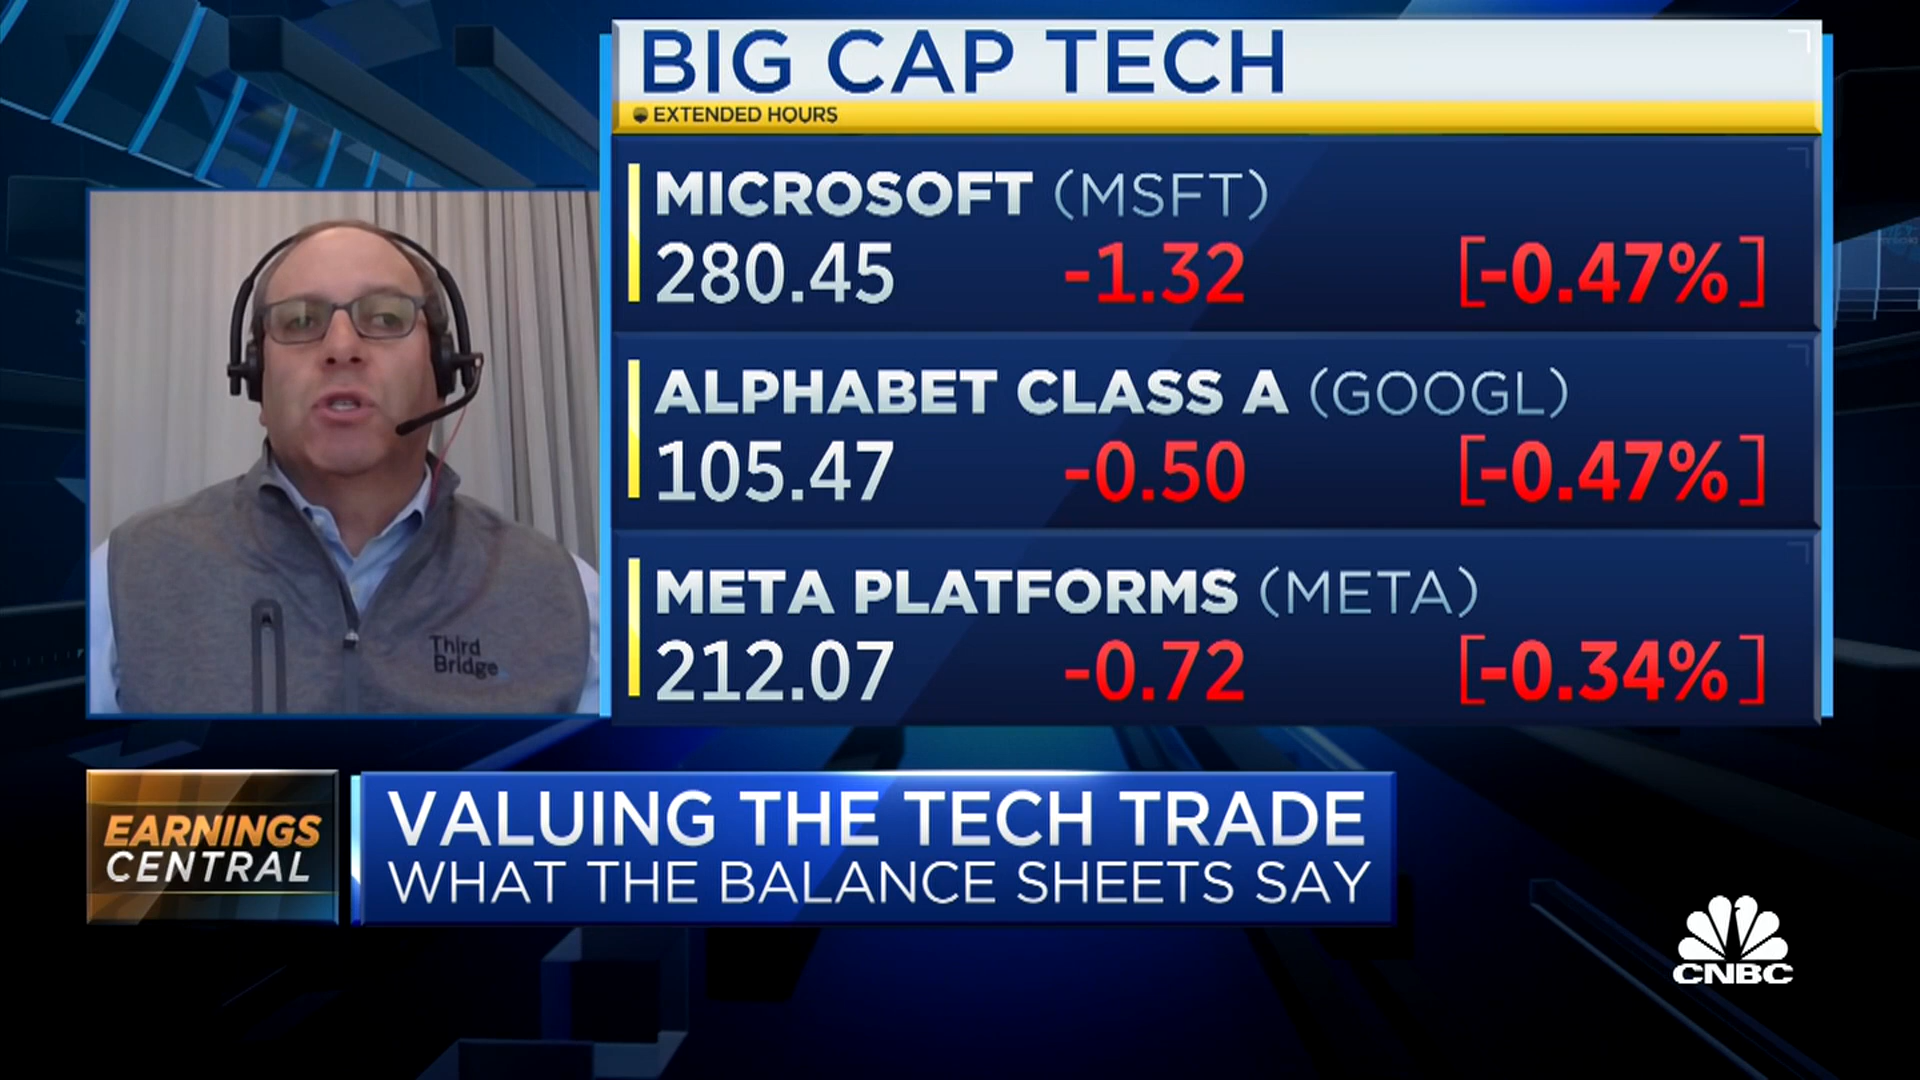 BIG CAP TECH
EXTENDED HOURS
MICROSOFT (MSFT)
280.45 -1.32 [-0.47%]
ALPHABET CLASS A (GOOGL)
105.47 -0.50 [-0.47%]
META PLATFORMS (META)
212.07 -0.72 [-0.34%]
Third
Bridge
EARNINGS
CENTRAL
VALUING THE TECH TRADE
WHAT THE BALANCE SHEETS SAY
CNBC